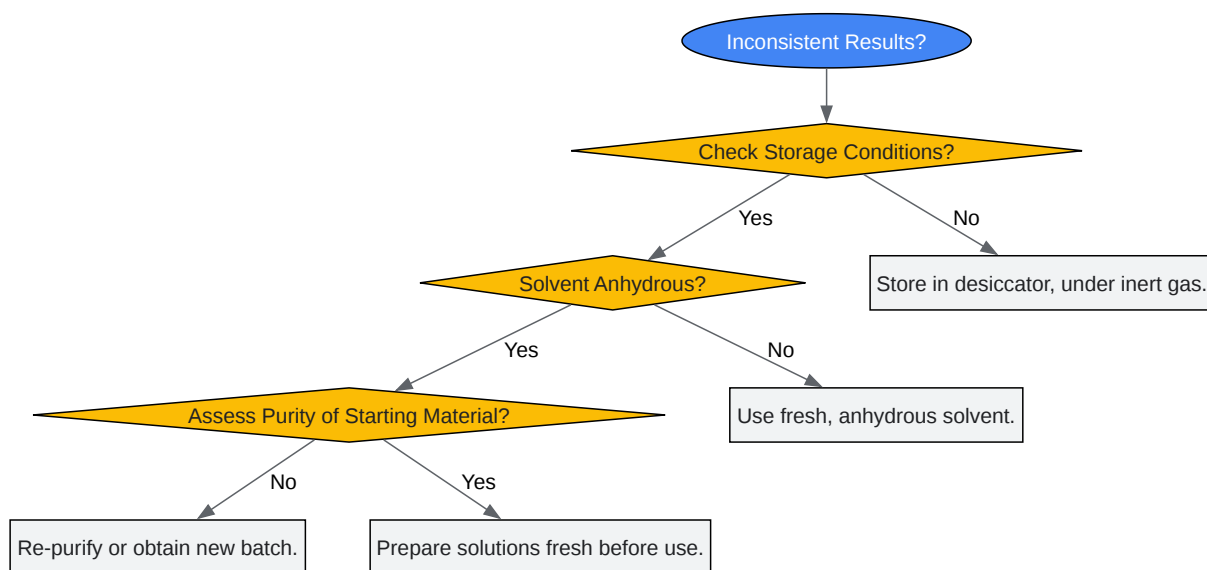 Inconsistent Results?
Check Storage Conditions?
Yes
No
Solvent Anhydrous?
Store in desiccator, under inert gas.
Yes
No
Assess Purity of Starting Material?
Use fresh, anhydrous solvent.
No
Yes
Re-purify or obtain new batch.
Prepare solutions fresh before use.